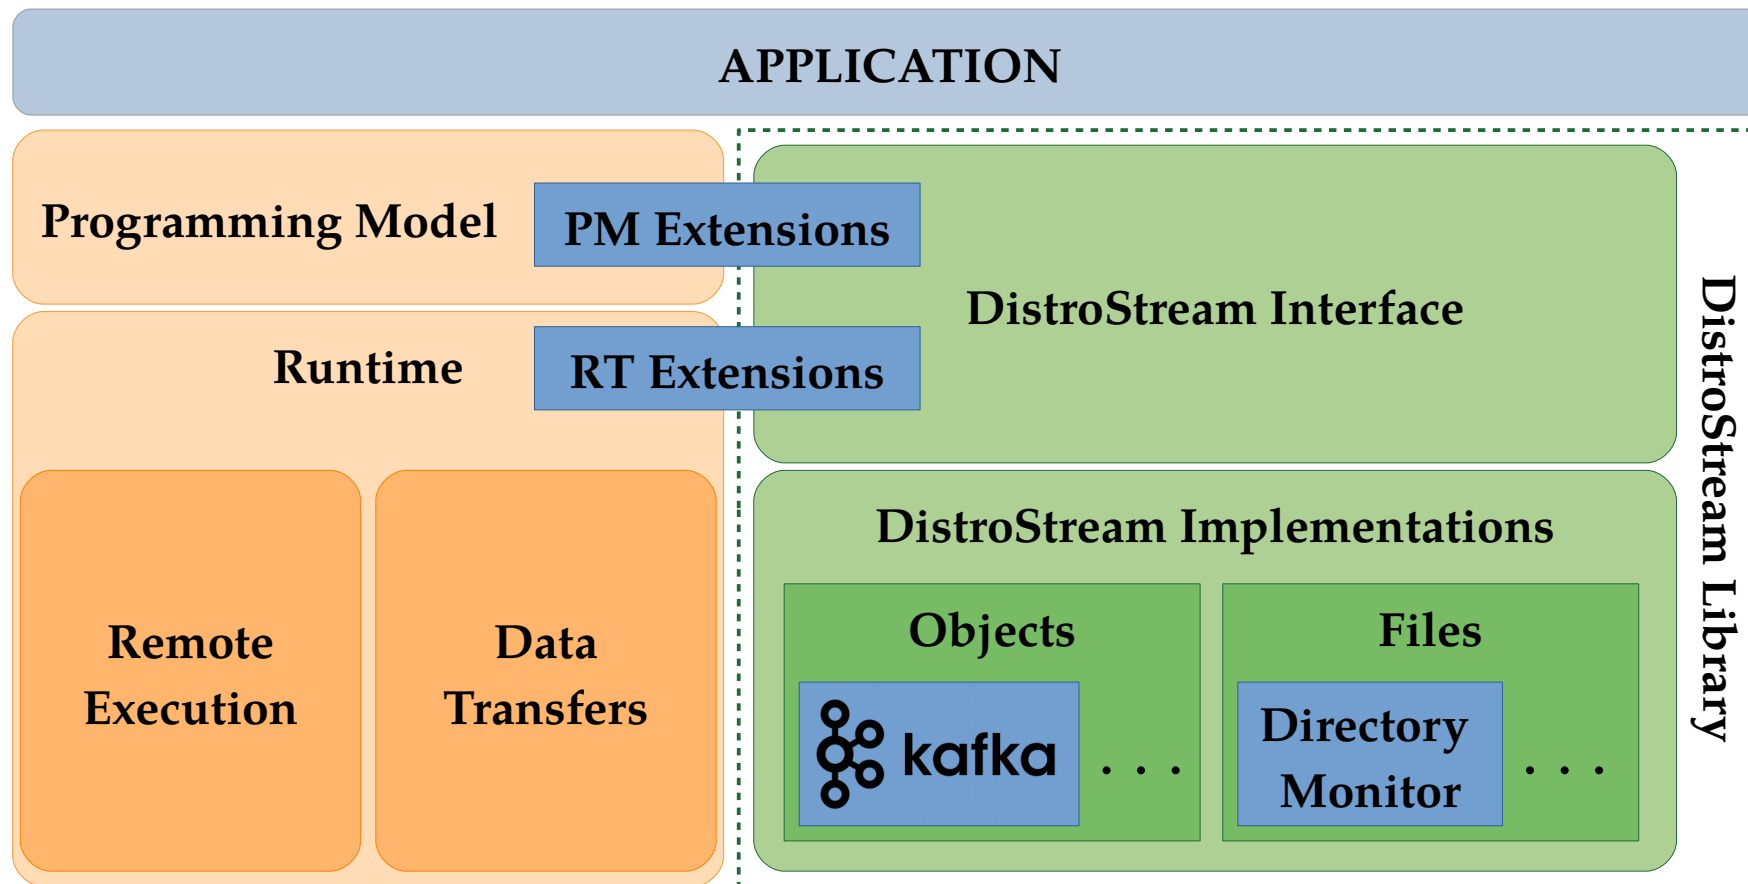 APPLICATION
Programming Model
PM Extensions
DistroStream Interface
Runtime
RT Extensions
DistroStream Library
Remote
Execution
Data
Transfers
DistroStream Implementations
Objects
kafka
. . .
Files
Directory
Monitor
. . .